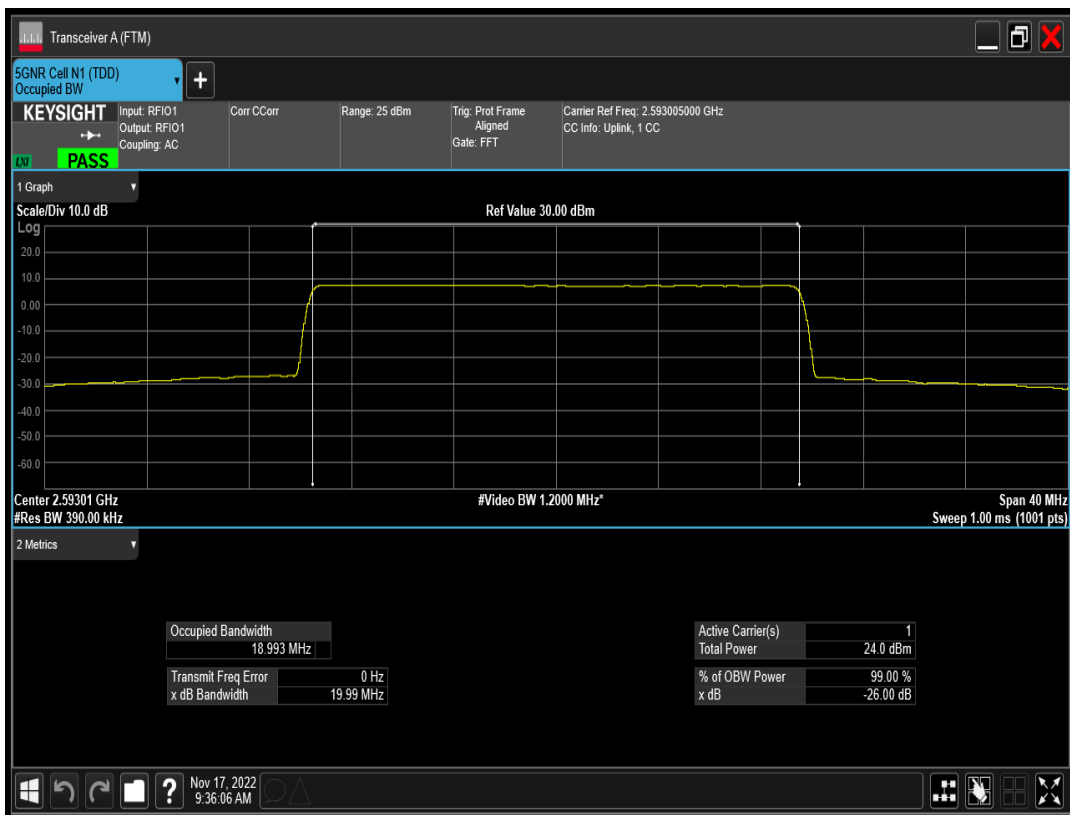 Transceiver A (FTM)
5GNR Cell N1 (TDD)
Occupied BW
+
KEYSIGHT
LXI
PASS
Input: RFIO1
Output: RFIO1
Coupling: AC
Corr CCorr
Range: 25 dBm
Trig: Prot Frame
Aligned
Gate: FFT
Carrier Ref Freq: 2.593005000 GHz
CC Info: Uplink, 1 CC
1 Graph
Scale/Div 10.0 dB
Ref Value 30.00 dBm
Log
20.0
10.0
0.00
-10.0
-20.0
-30.0
-40.0
-50.0
-60.0
Center 2.59301 GHz
#Video BW 1.2000 MHz*
Span 40 MHz
#Res BW 390.00 kHz
Sweep 1.00 ms (1001 pts)
2 Metrics
Occupied Bandwidth
18.993 MHz
Transmit Freq Error 0 Hz
x dB Bandwidth 19.99 MHz
Active Carrier(s) 1
Total Power 24.0 dBm
% of OBW Power 99.00 %
x dB -26.00 dB
?
Nov 17, 2022
9:36:06 AM